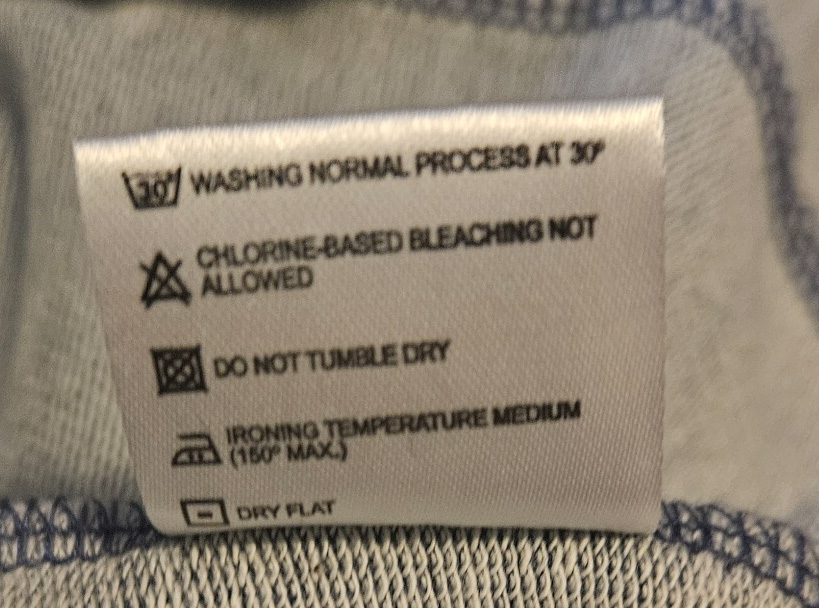 30° WASHING NORMAL PROCESS AT 30°
CHLORINE-BASED BLEACHING NOT
ALLOWED
DO NOT TUMBLE DRY
IRONING TEMPERATURE MEDIUM
(150° MAX.)
DRY FLAT